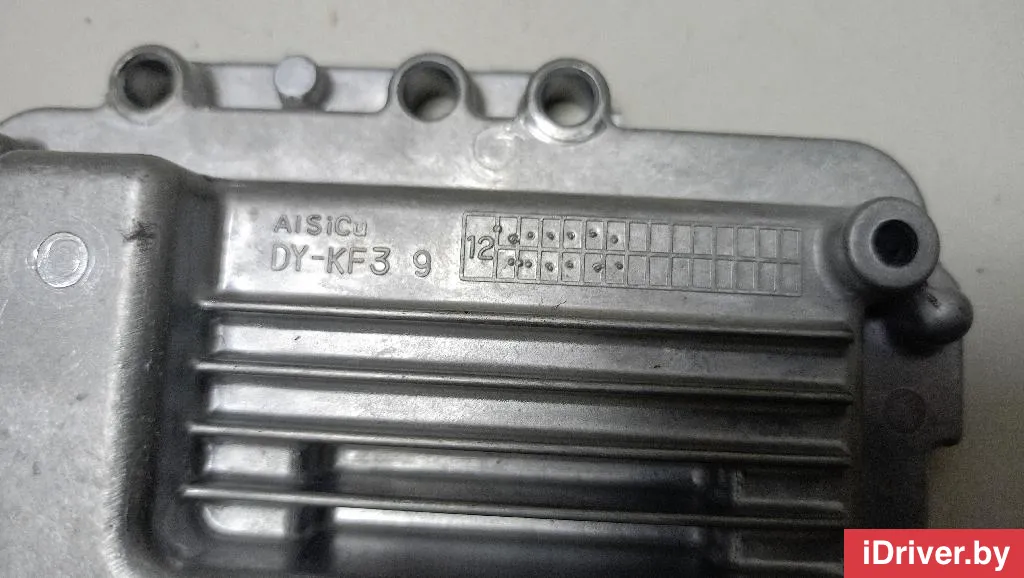 AlSiCu
DY-KF3 9
12
iDriver.by